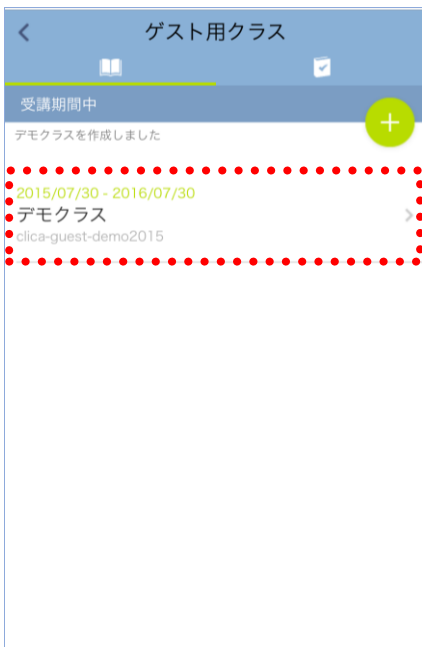 ゲスト用クラス
受講期間中
デモクラスを作成しました
2015/07/30 - 2016/07/30
デモクラス
clica-guest-demo2015